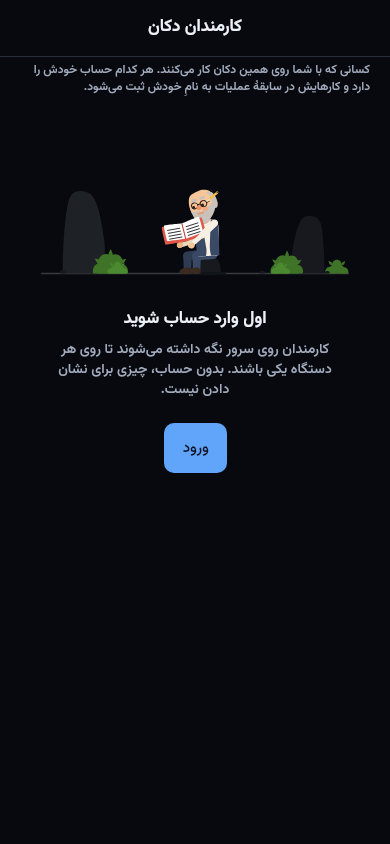 کارمندان دکان
کسانی که با شما روی همین دکان کار می‌کنند. هر کدام حساب خودش را
دارد و کارهایش در سابقهٔ عملیات به نامِ خودش ثبت می‌شود.
اول وارد حساب شوید
کارمندان روی سرور نگه داشته می‌شوند تا روی هر
دستگاه یکی باشند. بدون حساب، چیزی برای نشان
دادن نیست.
ورود